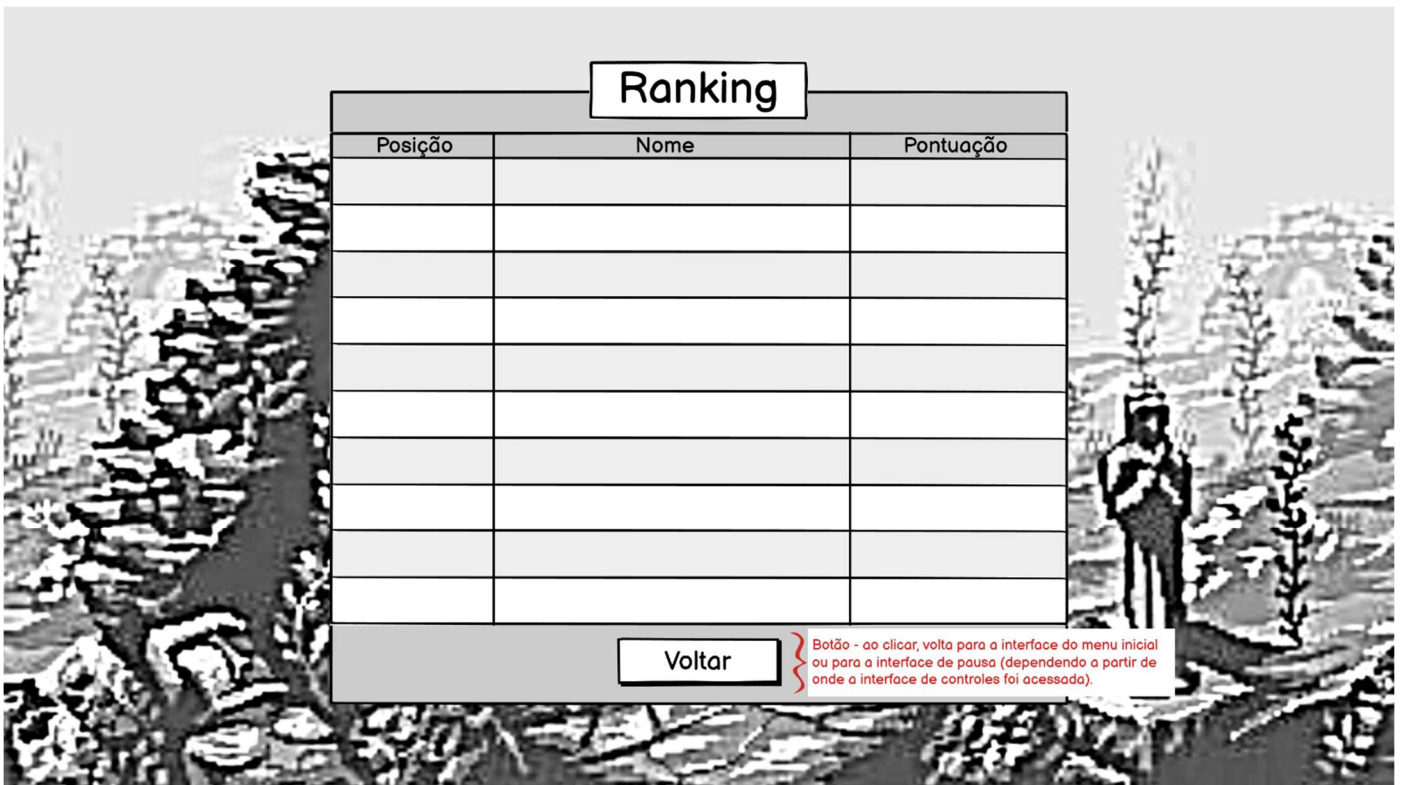 Ranking
Posição Nome Pontuação
Voltar
Botão - ao clicar, volta para a interface do menu inicial
ou para a interface de pausa (dependendo a partir de
onde a interface de controles foi acessada).